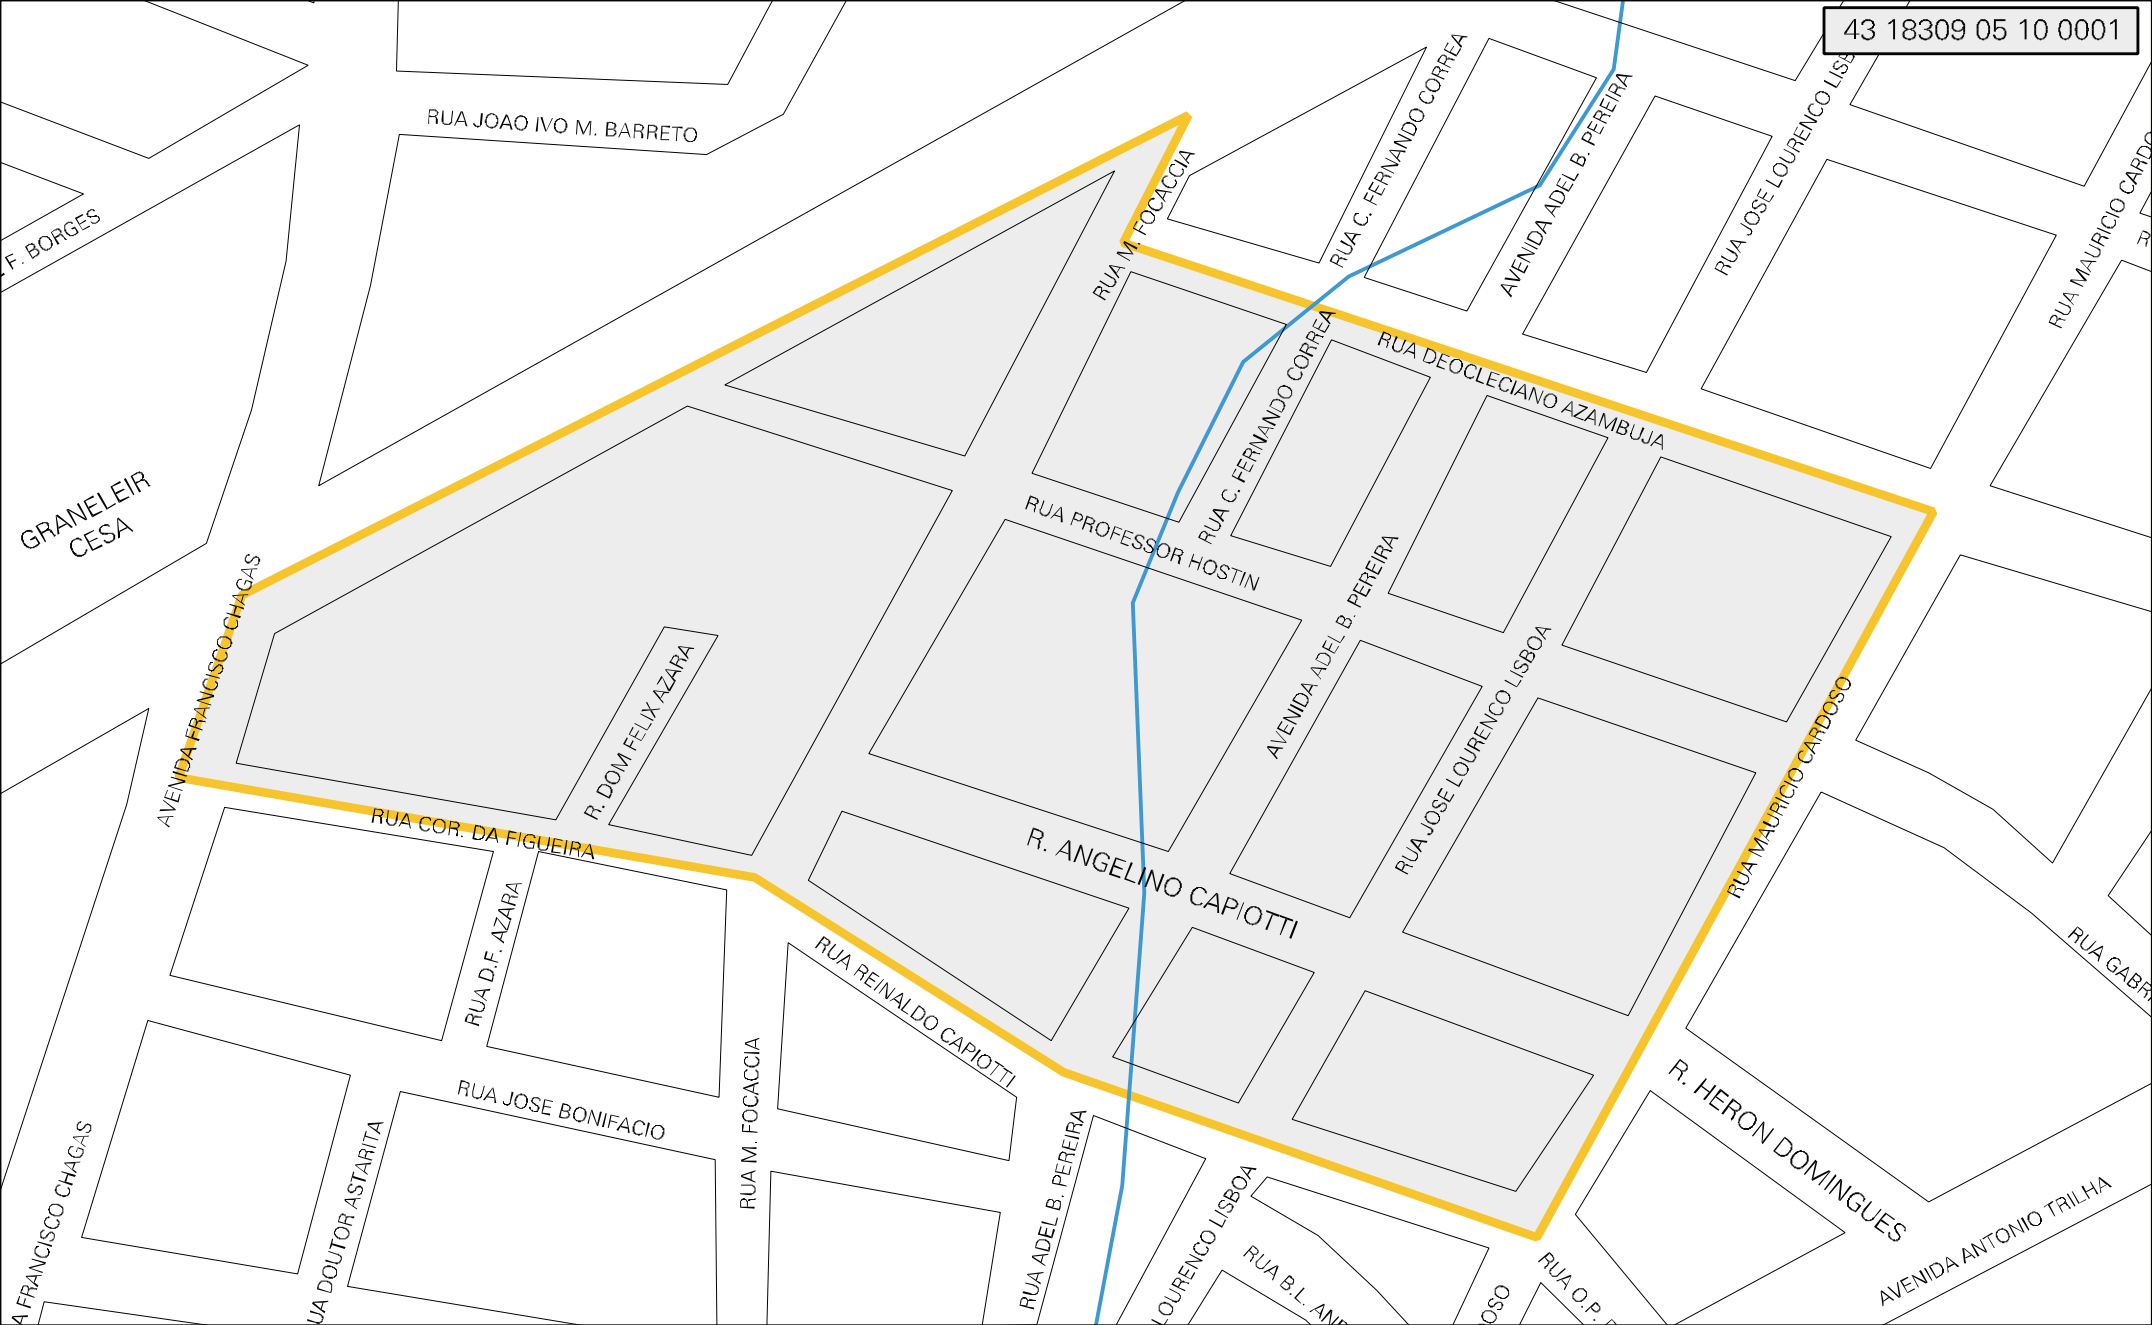 43 18309 05 10 0001
RUA JOAO IVO M. BARRETO
RUA C. FERNANDO CORREA
AVENIDA ADEL B. PEREIRA
RUA JOSE LOURENCO LISB
RUA MAURICIO CARDO
F. BORGES
RUA M. FOCACCIA
RUA C. FERNANDO CORREA
RUA DEOCLECIANO AZAMBUJA
GRANELEIR
CESA
RUA PROFESSOR HOSTIN
AVENIDA FRANCISCO CHAGAS
AVENIDA ADEL B. PEREIRA
RUA JOSE LOURENCO LISBOA
R. DOM FELIX AZARA
RUA MAURICIO CARDOSO
RUA COR. DA FIGUEIRA
R. ANGELINO CAPIOTTI
RUA D.F. AZARA
RUA REINALDO CAPIOTTI
RUA GABRI
RUA JOSE BONIFACIO
RUA M. FOCACCIA
R. HERON DOMINGUES
A FRANCISCO CHAGAS
UA DOUTOR ASTARITA
RUA ADEL B. PEREIRA
LOURENCO LISBOA
RUA B.L. AND
OSO
RUA O.P.
AVENIDA ANTONIO TRILHA